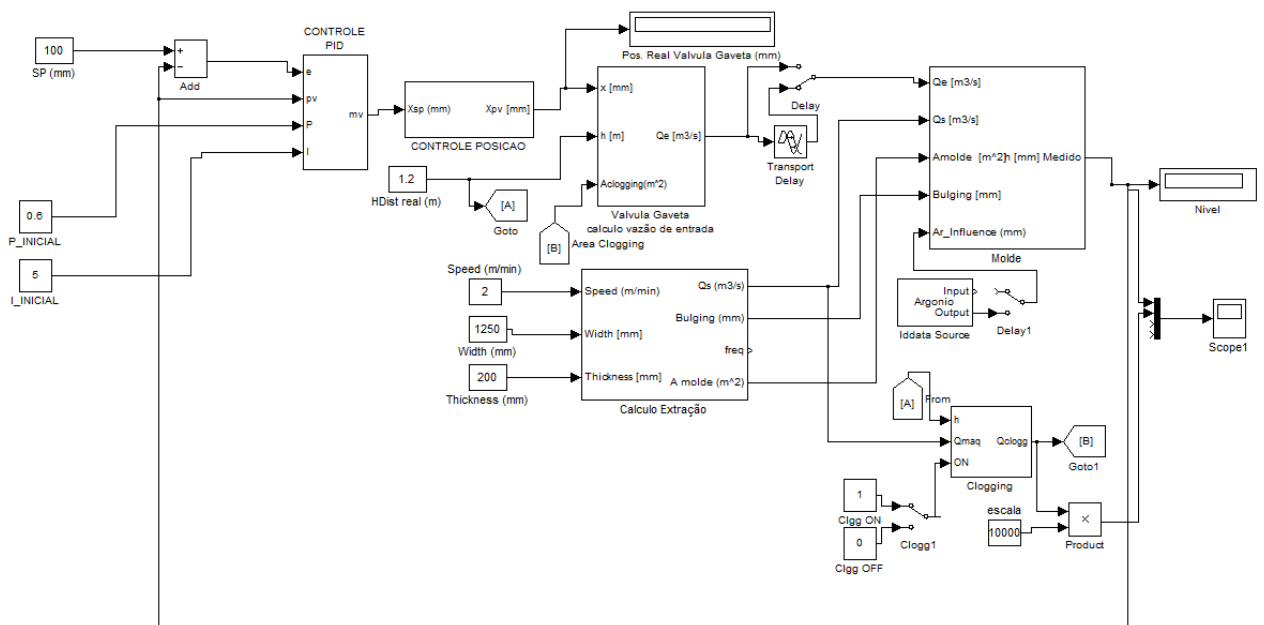 100
SP (mm)
+
−
Add
CONTROLE
PID
e
pv
P
I
mv
0.6
P_INICIAL
5
I_INICIAL
Xsp (mm)
Xpv [mm]
CONTROLE POSICAO
Pos. Real Valvula Gaveta (mm)
1.2
HDist real (m)
[A]
Goto
x [mm]
h [m]
Aclogging(m^2)
Qe [m3/s]
Valvula Gaveta
calculo vazão de entrada
[B]
Area Clogging
Delay
Transport
Delay
Qe [m3/s]
Qs [m3/s]
Amolde [m^2]
h [mm] Medido
Bulging [mm]
Ar_Influence (mm)
Molde
Nivel
Speed (m/min)
2
1250
Width (mm)
200
Thickness (mm)
Speed (m/min)
Width [mm]
Thickness [mm]
Qs (m3/s)
Bulging (mm)
freq
A molde (m^2)
Calculo Extração
Input
Argonio
Output
Iddata Source
Delay1
Scope1
[A]
From
h
Qmaq
ON
Qclogg
Clogging
[B]
Goto1
1
Clgg ON
0
Clgg OFF
Clogg1
escala
10000
×
Product